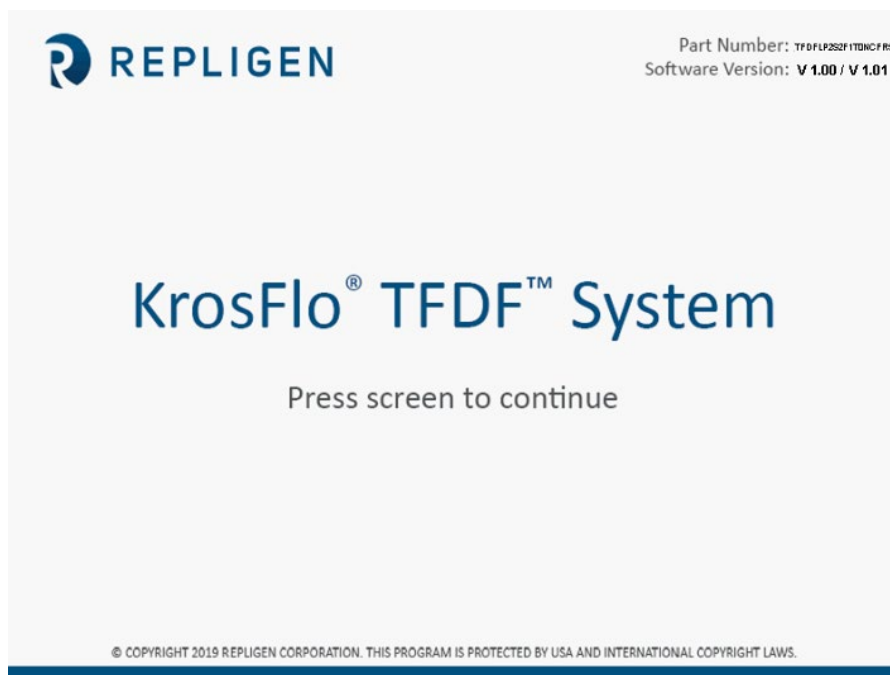 REPLIGEN
Part Number: TFDFLP2S2F1T0NCFRS
Software Version: V 1.00 / V 1.01
KrosFlo® TFDF™ System
Press screen to continue
© COPYRIGHT 2019 REPLIGEN CORPORATION. THIS PROGRAM IS PROTECTED BY USA AND INTERNATIONAL COPYRIGHT LAWS.